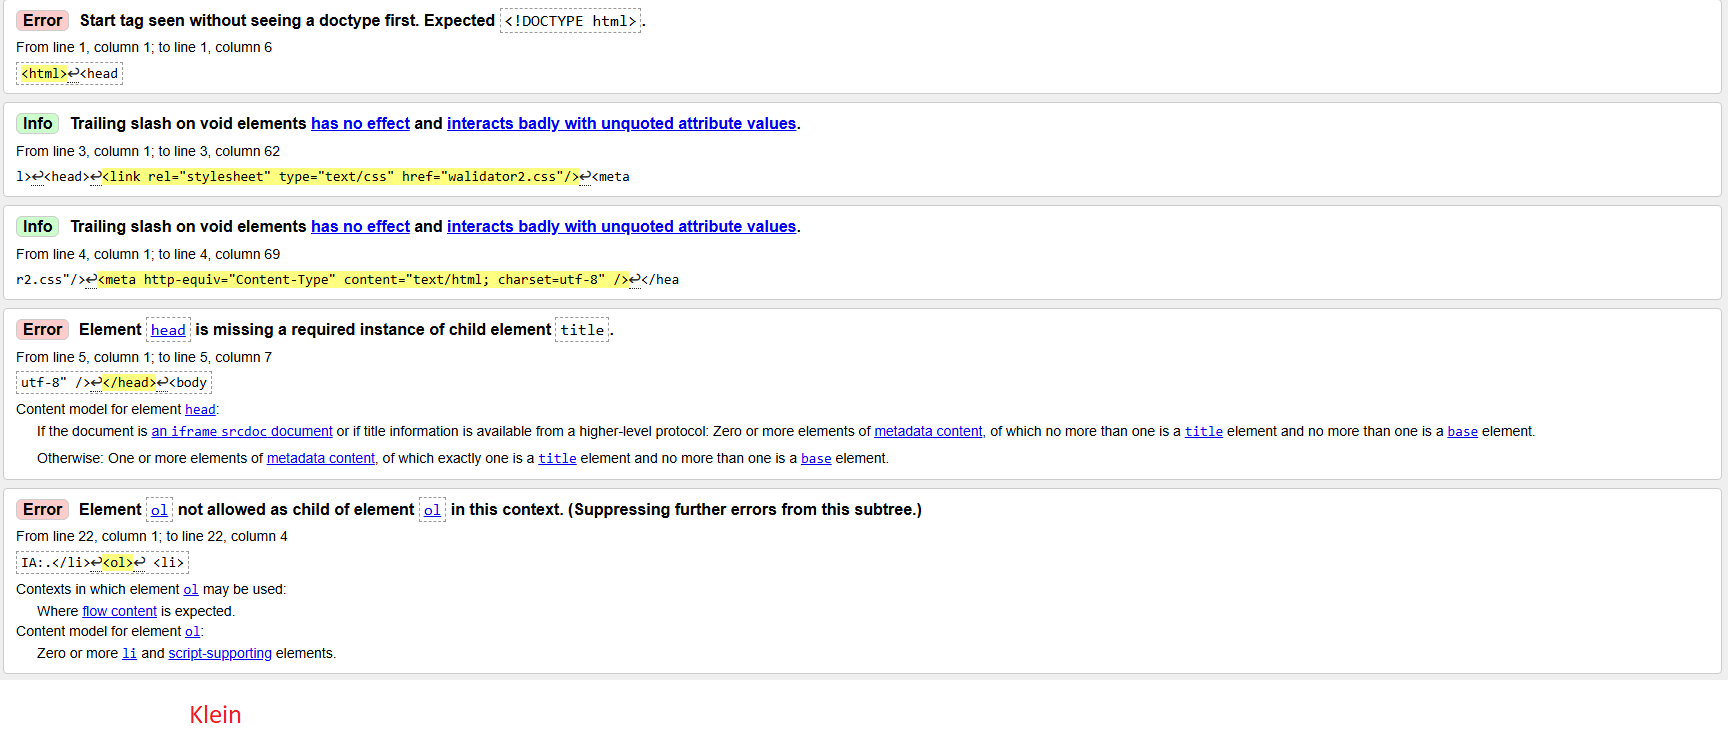 Error Start tag seen without seeing a doctype first. Expected <!DOCTYPE html>.
From line 1, column 1; to line 1, column 6
<html>↩<head
Info Trailing slash on void elements has no effect and interacts badly with unquoted attribute values.
From line 3, column 1; to line 3, column 62
l>↩<head>↩<link rel="stylesheet" type="text/css" href="walidator2.css"/>↩<meta
Info Trailing slash on void elements has no effect and interacts badly with unquoted attribute values.
From line 4, column 1; to line 4, column 69
r2.css"/>↩<meta http-equiv="Content-Type" content="text/html; charset=utf-8" />↩</hea
Error Element head is missing a required instance of child element title.
From line 5, column 1; to line 5, column 7
utf-8" />↩</head>↩<body
Content model for element head:
If the document is an iframe srcdoc document or if title information is available from a higher-level protocol: Zero or more elements of metadata content, of which no more than one is a title element and no more than one is a base element.
Otherwise: One or more elements of metadata content, of which exactly one is a title element and no more than one is a base element.
Error Element ol not allowed as child of element ol in this context. (Suppressing further errors from this subtree.)
From line 22, column 1; to line 22, column 4
IA:.</li>↩<ol>↩ <li>
Contexts in which element ol may be used:
Where flow content is expected.
Content model for element ol:
Zero or more li and script-supporting elements.
Klein